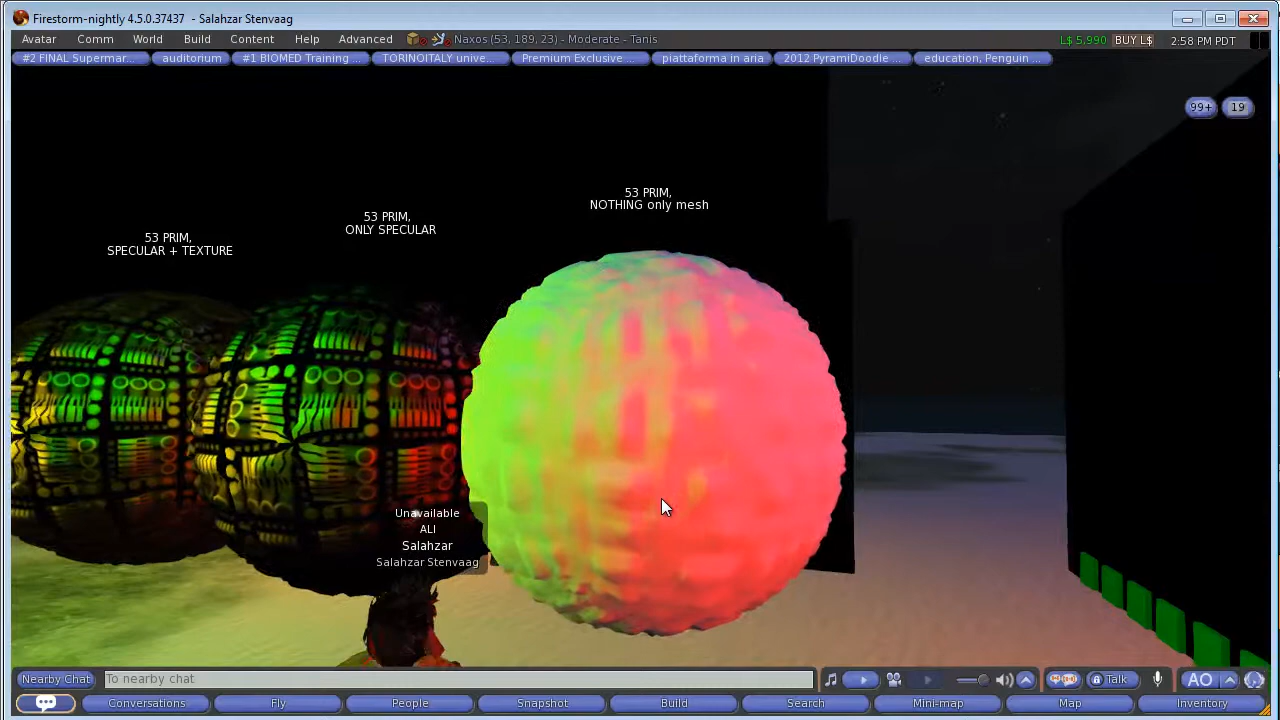 Firestorm-nightly 4.5.0.37437 - Salahzar Stenvaag
Avatar Comm World Build Content Help Advanced Naxos (53, 189, 23) - Moderate - Tanis L$ 5,990 BUY L$ 2:58 PM PDT
#2 FINAL Supermar... auditorium #1 BIOMED Training ... TORINOITALY unive... Premium Exclusive ... piattaforma in aria 2012 PyramiDoodle ... education, Penguin ...
99+ 19
53 PRIM,
NOTHING only mesh
53 PRIM,
ONLY SPECULAR
53 PRIM,
SPECULAR + TEXTURE
Unavailable
ALI
Salahzar
Salahzar Stenvaag
Nearby Chat To nearby chat Talk AO
Conversations Fly People Snapshot Build Search Mini-map Map Inventory